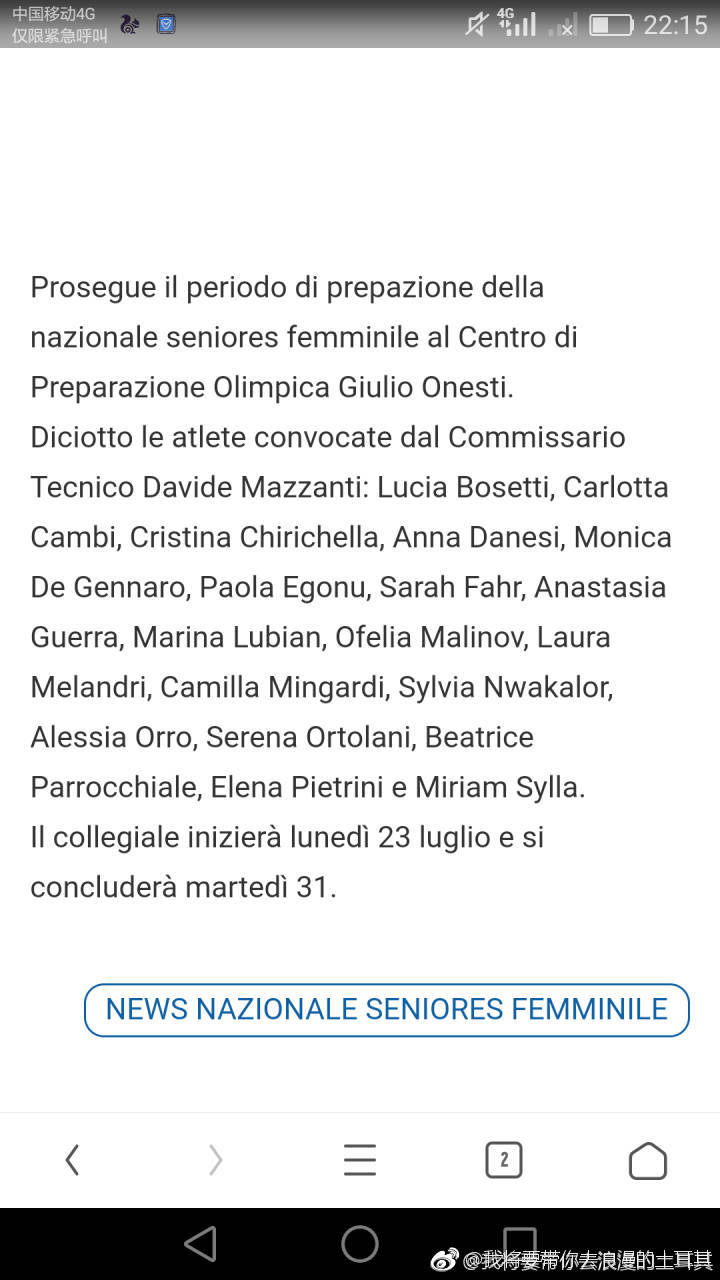 中国移动4G
仅限紧急呼叫
4G
22:15
Prosegue il periodo di prepazione della
nazionale seniores femminile al Centro di
Preparazione Olimpica Giulio Onesti.
Diciotto le atlete convocate dal Commissario
Tecnico Davide Mazzanti: Lucia Bosetti, Carlotta
Cambi, Cristina Chirichella, Anna Danesi, Monica
De Gennaro, Paola Egonu, Sarah Fahr, Anastasia
Guerra, Marina Lubian, Ofelia Malinov, Laura
Melandri, Camilla Mingardi, Sylvia Nwakalor,
Alessia Orro, Serena Ortolani, Beatrice
Parrocchiale, Elena Pietrini e Miriam Sylla.
Il collegiale inizierà lunedì 23 luglio e si
concluderà martedì 31.
NEWS NAZIONALE SENIORES FEMMINILE
2
@我将要带你去浪漫的土耳其